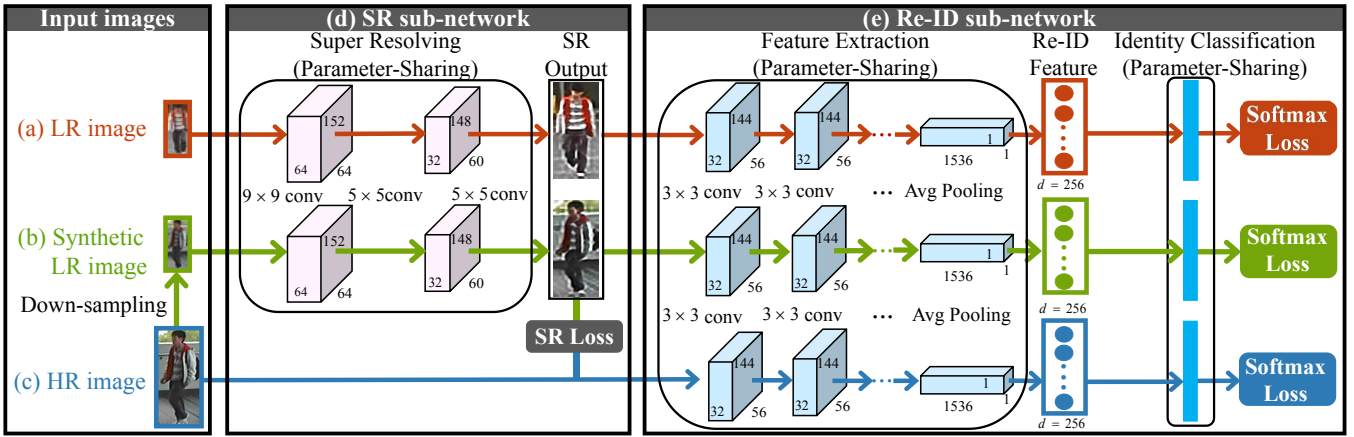 Input images
(d) SR sub-network
(e) Re-ID sub-network
Super Resolving
(Parameter-Sharing)
SR
Output
Feature Extraction
(Parameter-Sharing)
Re-ID
Feature
Identity Classification
(Parameter-Sharing)
(a) LR image
152
64
64
148
32
60
144
32
56
144
32
56
1
1536
1
d = 256
Softmax
Loss
9 × 9 conv
5 × 5 conv
5 × 5 conv
3 × 3 conv
3 × 3 conv
...
Avg Pooling
(b) Synthetic
LR image
152
64
64
148
32
60
144
32
56
144
32
56
1
1536
1
d = 256
Softmax
Loss
Down-sampling
SR Loss
3 × 3 conv
3 × 3 conv
...
Avg Pooling
(c) HR image
144
32
56
144
32
56
1
1536
1
d = 256
Softmax
Loss